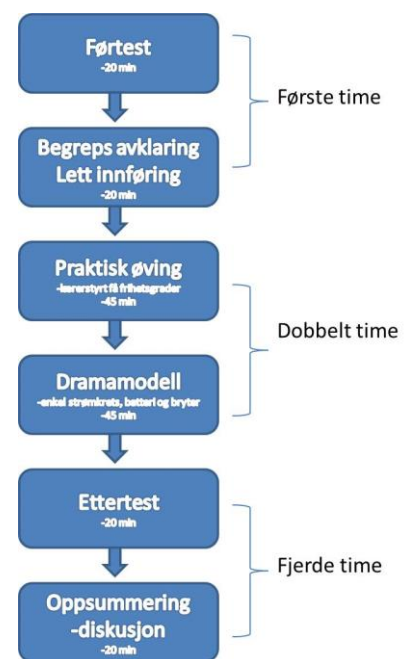 Førtest
-20 min
Første time
Begreps avklaring
Lett innføring
-20 min
Praktisk øving
-lærerstyrt få frihetsgrader
-45 min
Dobbelt time
Dramamodell
-enkel strømkrets, batteri og bryter
-45 min
Ettertest
-20 min
Fjerde time
Oppsummering
-diskusjon
-20 min